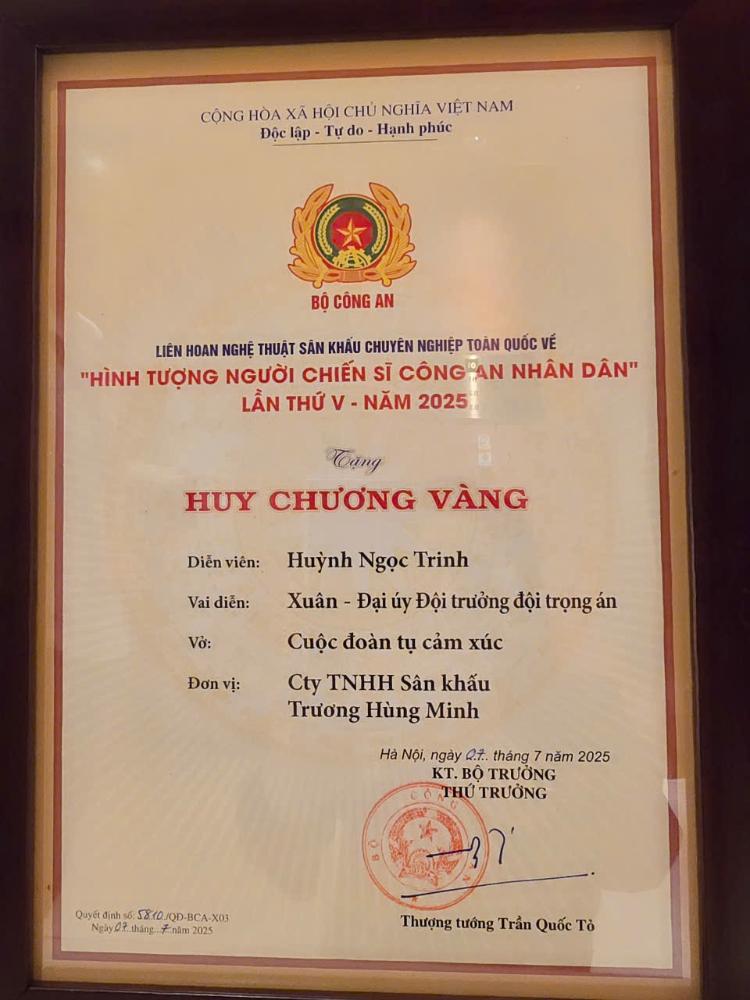 CỘNG HÒA XÃ HỘI CHỦ NGHĨA VIỆT NAM
Độc lập - Tự do - Hạnh phúc
BỘ CÔNG AN
LIÊN HOAN NGHỆ THUẬT SÂN KHẤU CHUYÊN NGHIỆP TOÀN QUỐC VỀ
"HÌNH TƯỢNG NGƯỜI CHIẾN SĨ CÔNG AN NHÂN DÂN"
LẦN THỨ V - NĂM 2025
Tặng
HUY CHƯƠNG VÀNG
Diễn viên: Huỳnh Ngọc Trinh
Vai diễn: Xuân - Đại úy Đội trưởng đội trọng án
Vở: Cuộc đoàn tụ cảm xúc
Đơn vị: Cty TNHH Sân khấu
Trương Hùng Minh
Hà Nội, ngày 07 tháng 7 năm 2025
KT. BỘ TRƯỞNG
THỨ TRƯỞNG
BỘ CÔNG AN
Thượng tướng Trần Quốc Tỏ
Quyết định số: 5810/QĐ-BCA-X03
Ngày 07 tháng 7 năm 2025